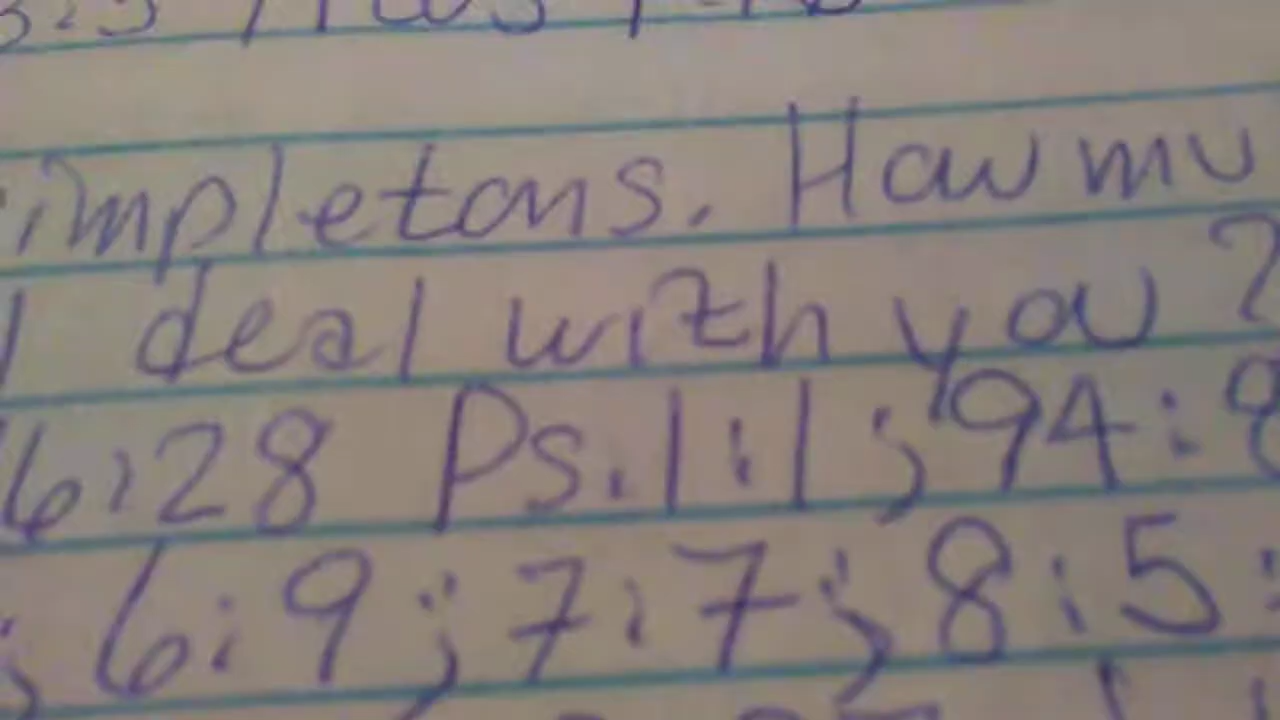 impletons. How mu
l deal with you?
6:28 Ps.1:1; 94:8
; 6:9; 7:7; 8:5;